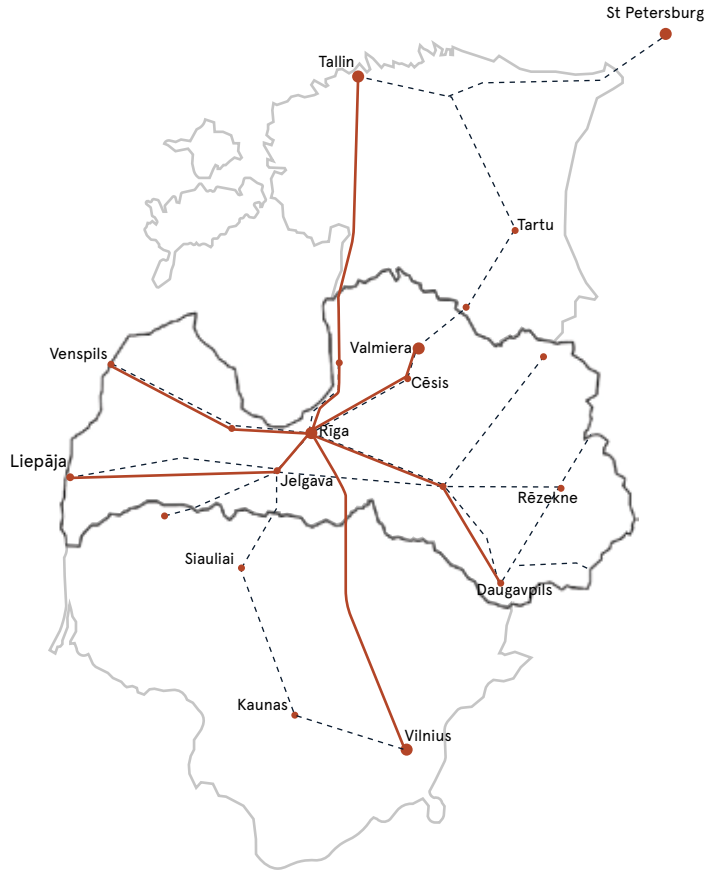 St Petersburg
Tallin
Tartu
Valmiera
Venspils
Cēsis
Rīga
Liepāja
Jelgava
Rēzekne
Siauliai
Daugavpils
Kaunas
Vilnius